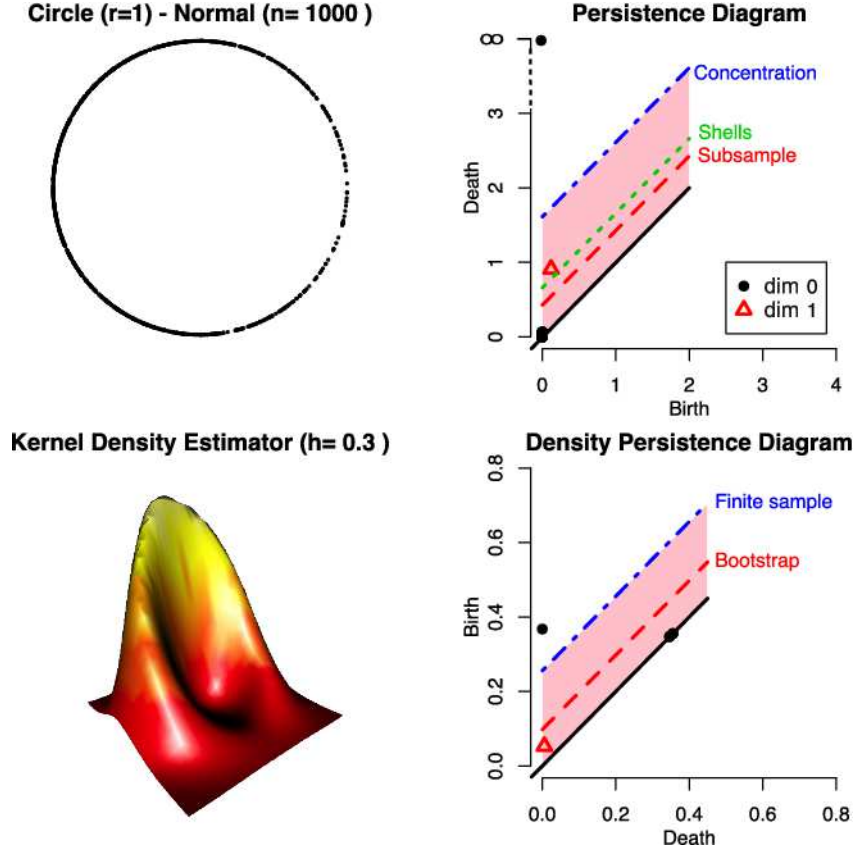 Circle (r=1) - Normal (n= 1000 )
Persistence Diagram
Death
0
1
2
3
∞
Concentration
Shells
Subsample
dim 0
dim 1
0 1 2 3 4
Birth
Kernel Density Estimator (h= 0.3 )
Density Persistence Diagram
Birth
0.0
0.2
0.4
0.6
0.8
Finite sample
Bootstrap
0.0 0.2 0.4 0.6 0.8
Death